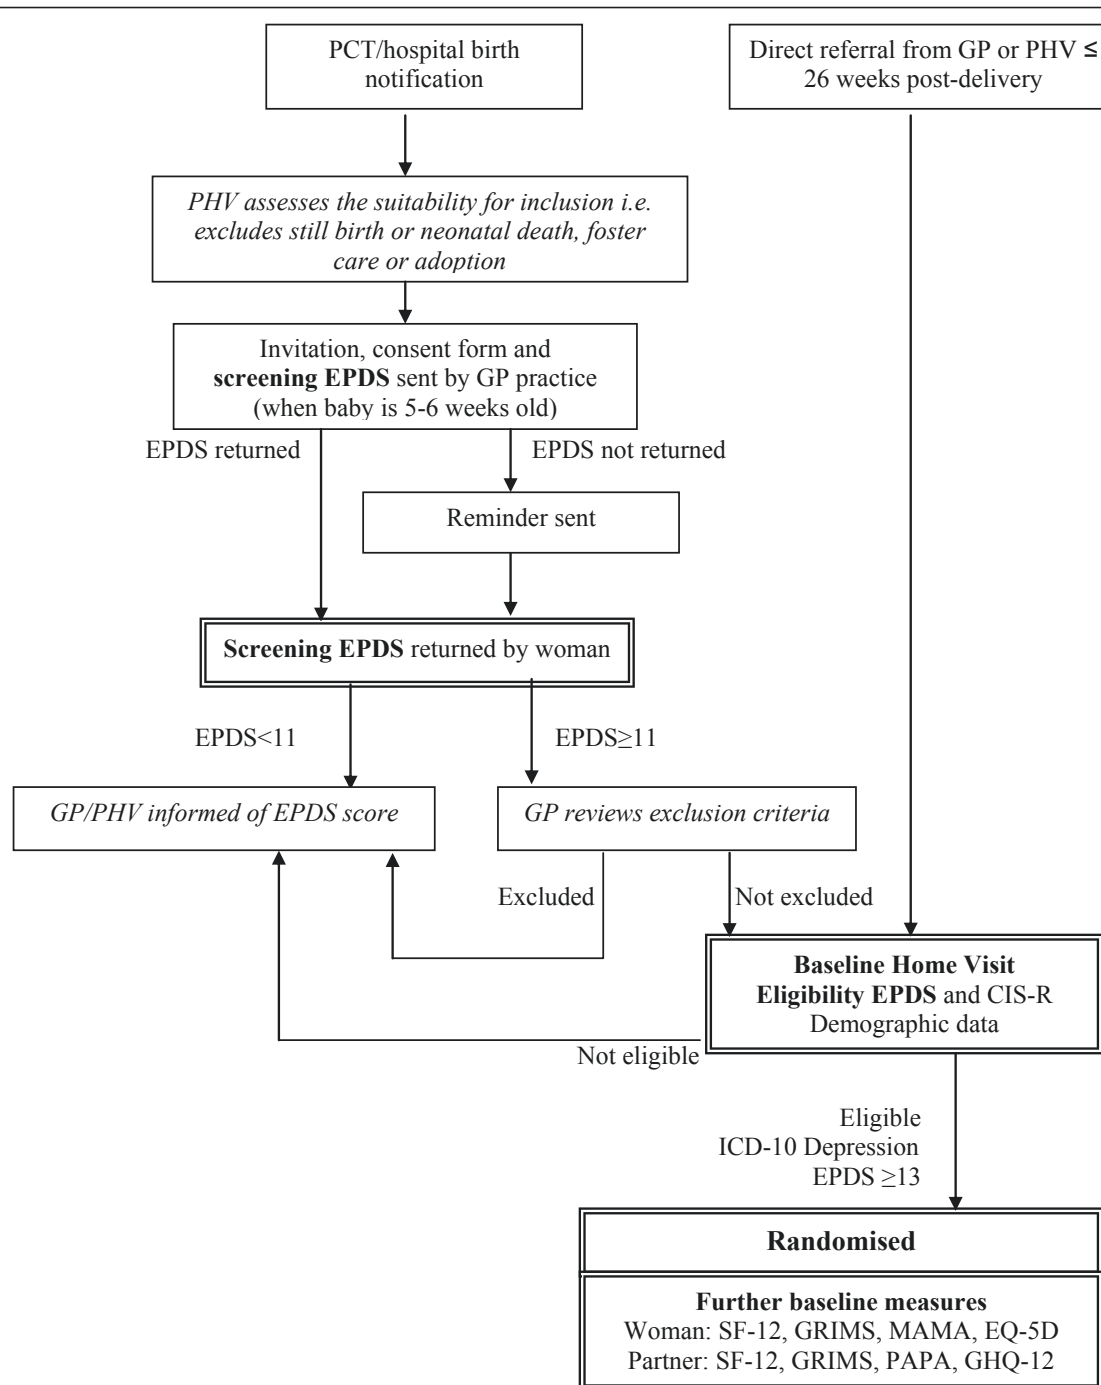 PCT/hospital birth
notification
Direct referral from GP or PHV ≤
26 weeks post-delivery
PHV assesses the suitability for inclusion i.e.
excludes still birth or neonatal death, foster
care or adoption
Invitation, consent form and
screening EPDS sent by GP practice
(when baby is 5-6 weeks old)
EPDS returned
EPDS not returned
Reminder sent
Screening EPDS returned by woman
EPDS<11
EPDS≥11
GP/PHV informed of EPDS score
GP reviews exclusion criteria
Excluded
Not excluded
Baseline Home Visit
Eligibility EPDS and CIS-R
Demographic data
Not eligible
Eligible
ICD-10 Depression
EPDS ≥13
Randomised
Further baseline measures
Woman: SF-12, GRIMS, MAMA, EQ-5D
Partner: SF-12, GRIMS, PAPA, GHQ-12